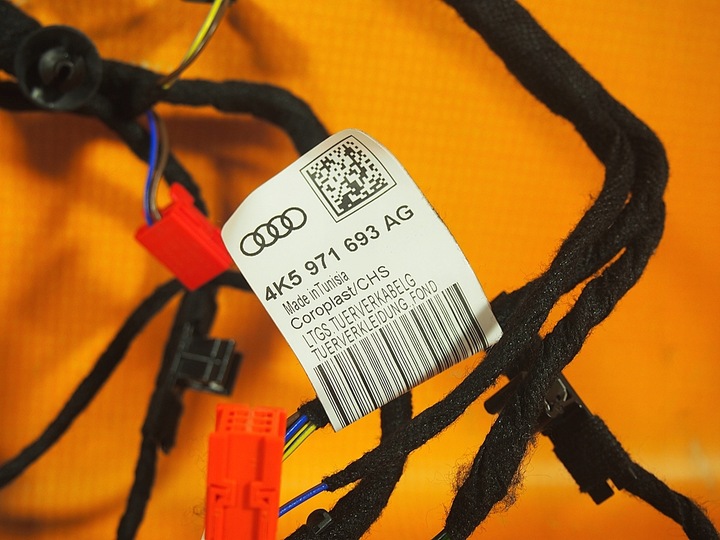 4K5 971 693 AG
Made in Tunisia
Coroplast/CHS
LTGS TUERVERKABELG
TUERVERKLEIDUNG FOND